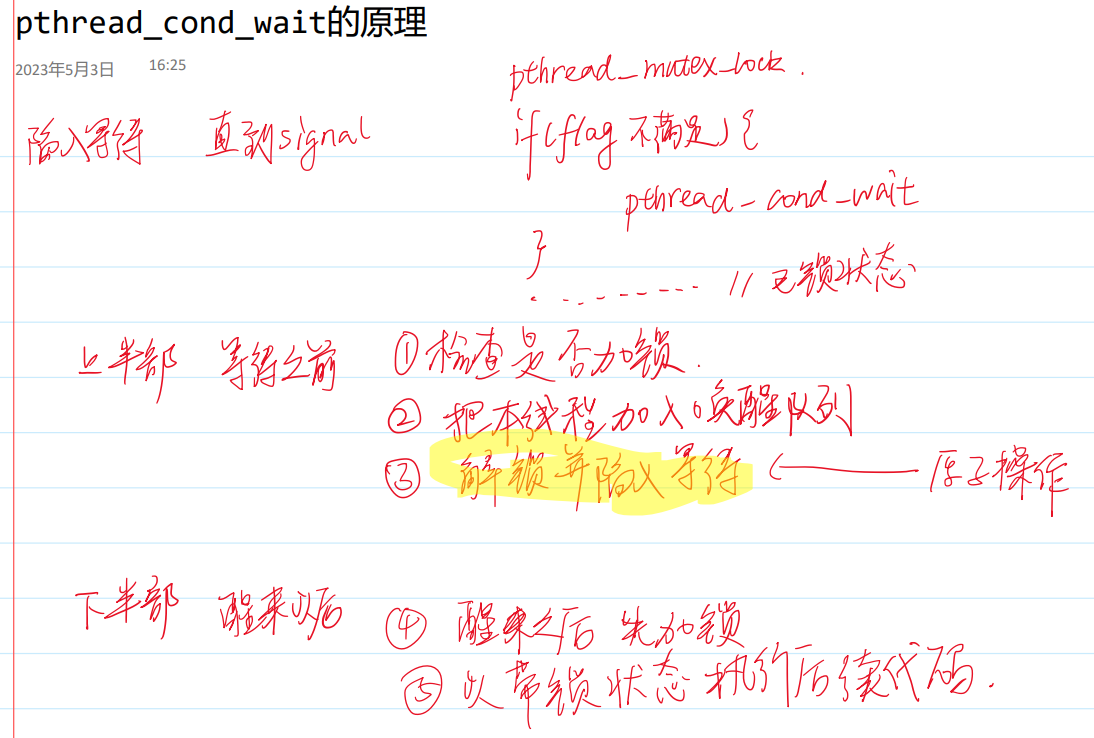 pthread_cond_wait的原理
2023年5月3日 16:25
pthread_mutex_lock.
陷入等待 直到signal
if(flag 不满足){
pthread_cond_wait
}
......... // 已锁状态
上半部 等待之前 ①检查是否加锁.
② 把本线程加入唤醒队列
③ 解锁并陷入等待 ← 原子操作
下半部 醒来以后 ④ 醒来之后 先加锁
⑤ 以带锁状态执行后续代码.